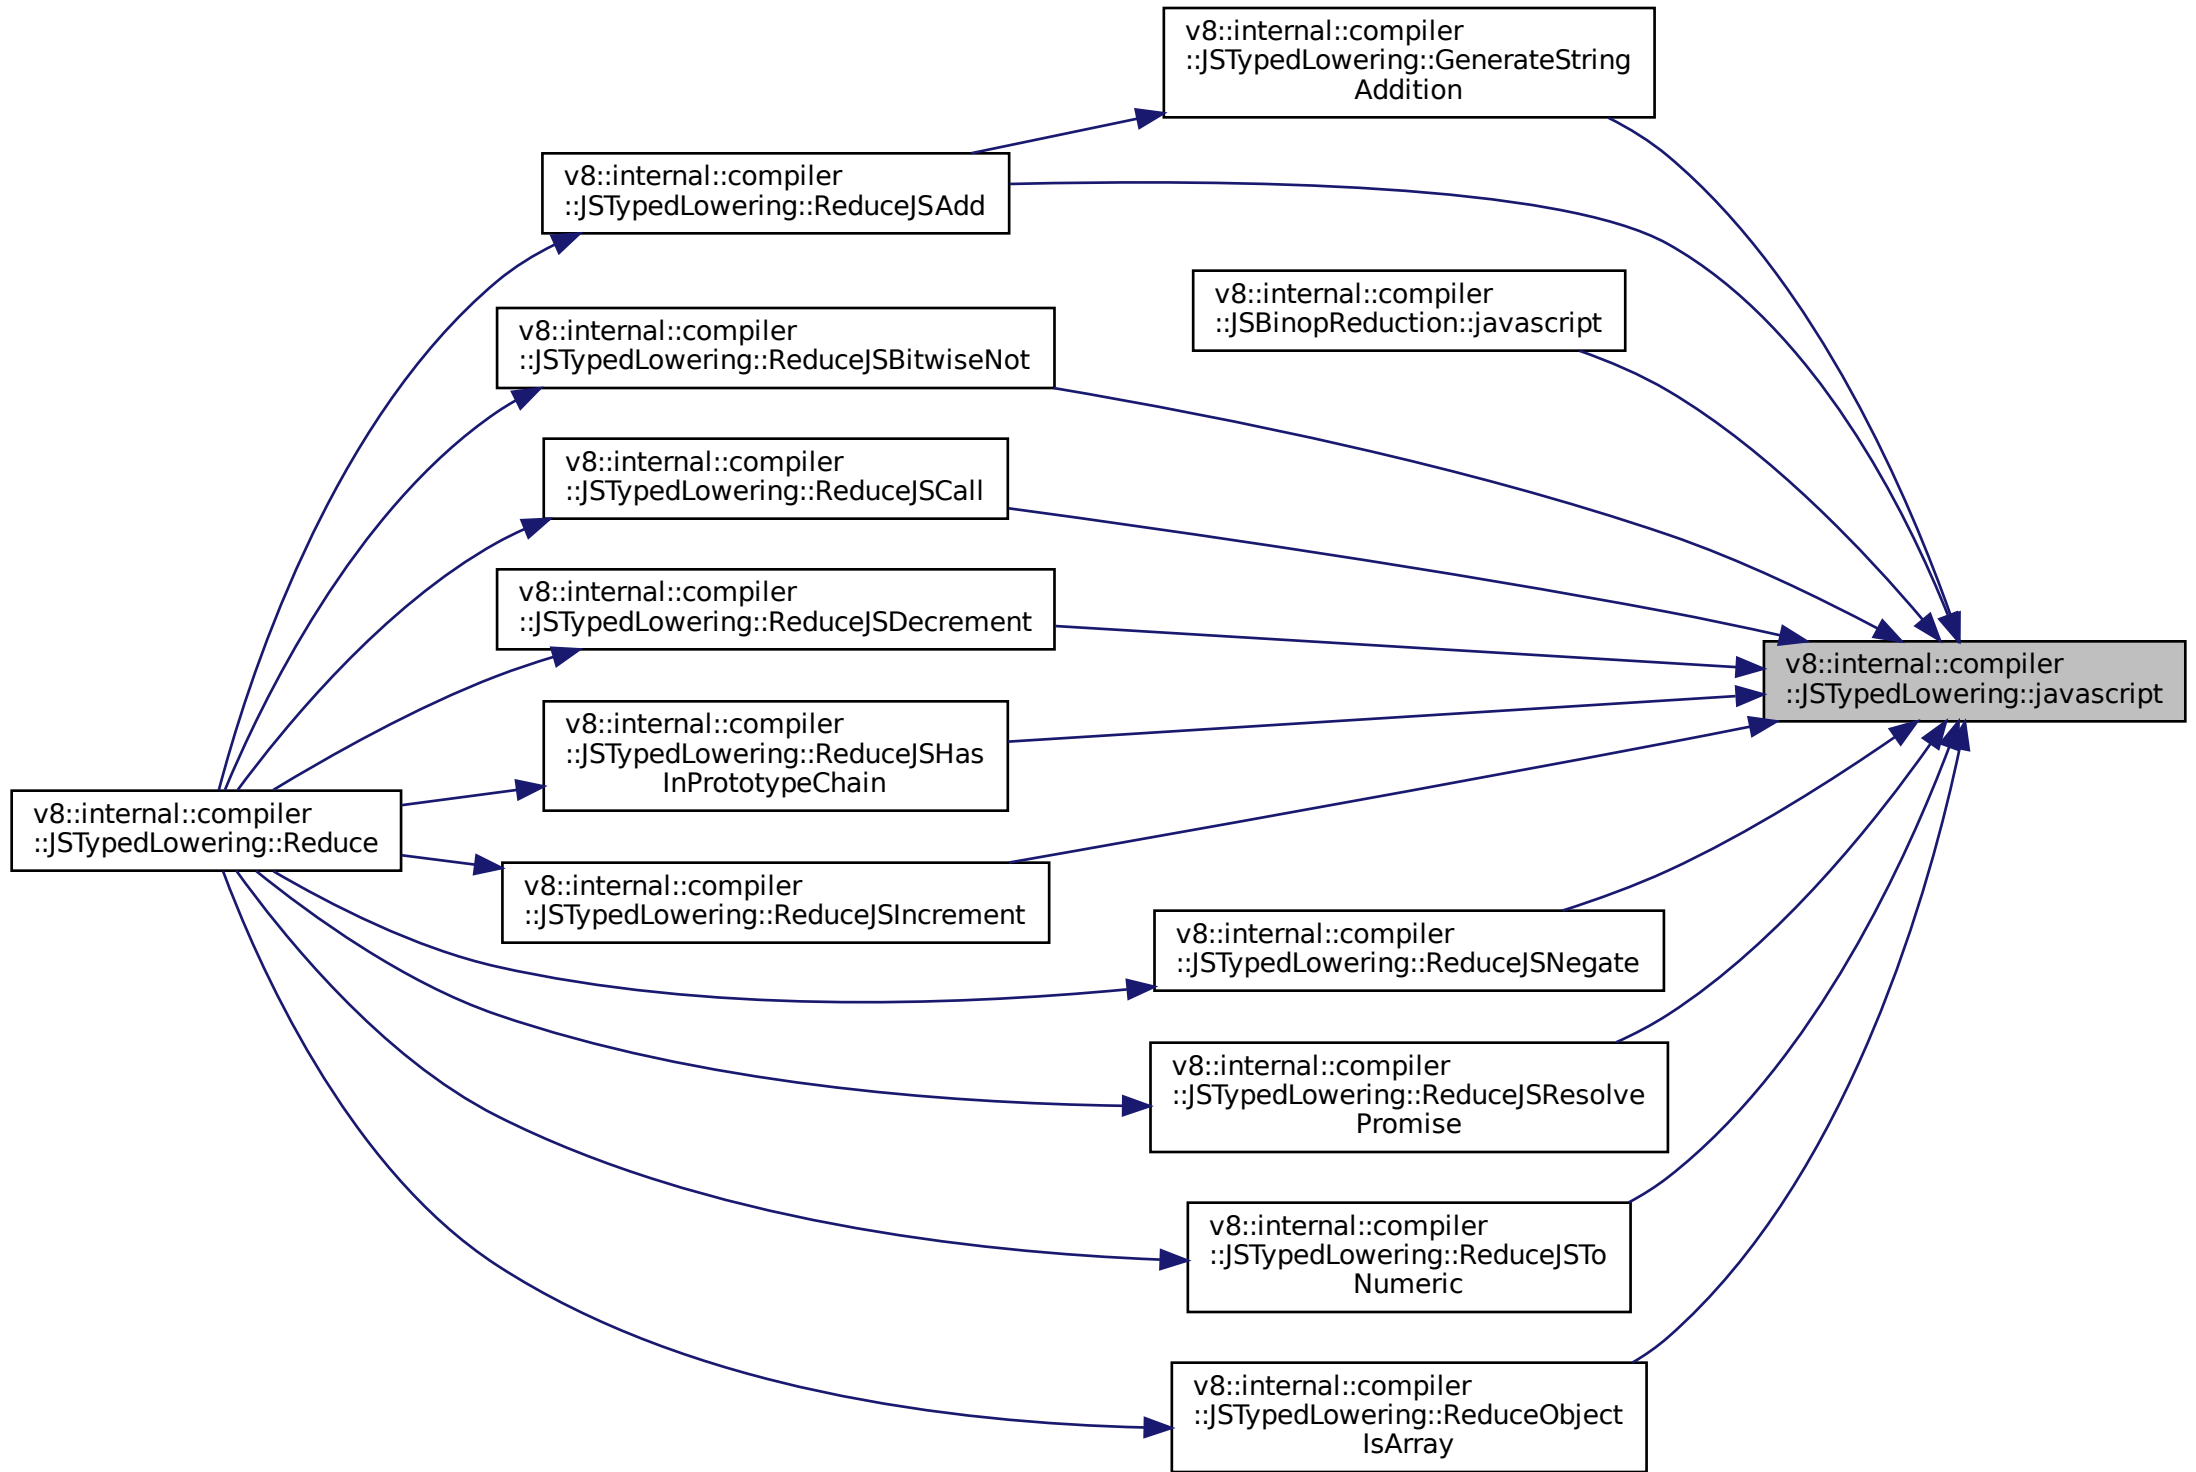 v8::internal::compiler
::JSTypedLowering::GenerateString
Addition
v8::internal::compiler
::JSTypedLowering::ReduceJSAdd
v8::internal::compiler
::JSBinopReduction::javascript
v8::internal::compiler
::JSTypedLowering::ReduceJSBitwiseNot
v8::internal::compiler
::JSTypedLowering::ReduceJSCall
v8::internal::compiler
::JSTypedLowering::ReduceJSDecrement
v8::internal::compiler
::JSTypedLowering::javascript
v8::internal::compiler
::JSTypedLowering::ReduceJSHas
InPrototypeChain
v8::internal::compiler
::JSTypedLowering::Reduce
v8::internal::compiler
::JSTypedLowering::ReduceJSIncrement
v8::internal::compiler
::JSTypedLowering::ReduceJSNegate
v8::internal::compiler
::JSTypedLowering::ReduceJSResolve
Promise
v8::internal::compiler
::JSTypedLowering::ReduceJSTo
Numeric
v8::internal::compiler
::JSTypedLowering::ReduceObject
IsArray